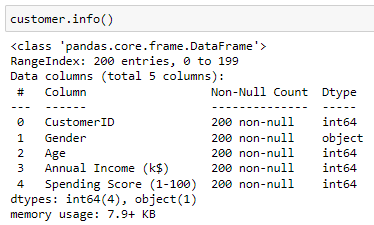 customer.info()
<class 'pandas.core.frame.DataFrame'>
RangeIndex: 200 entries, 0 to 199
Data columns (total 5 columns):
 #   Column                  Non-Null Count  Dtype
---  ------                  --------------  -----
 0   CustomerID              200 non-null    int64
 1   Gender                  200 non-null    object
 2   Age                     200 non-null    int64
 3   Annual Income (k$)      200 non-null    int64
 4   Spending Score (1-100)  200 non-null    int64
dtypes: int64(4), object(1)
memory usage: 7.9+ KB